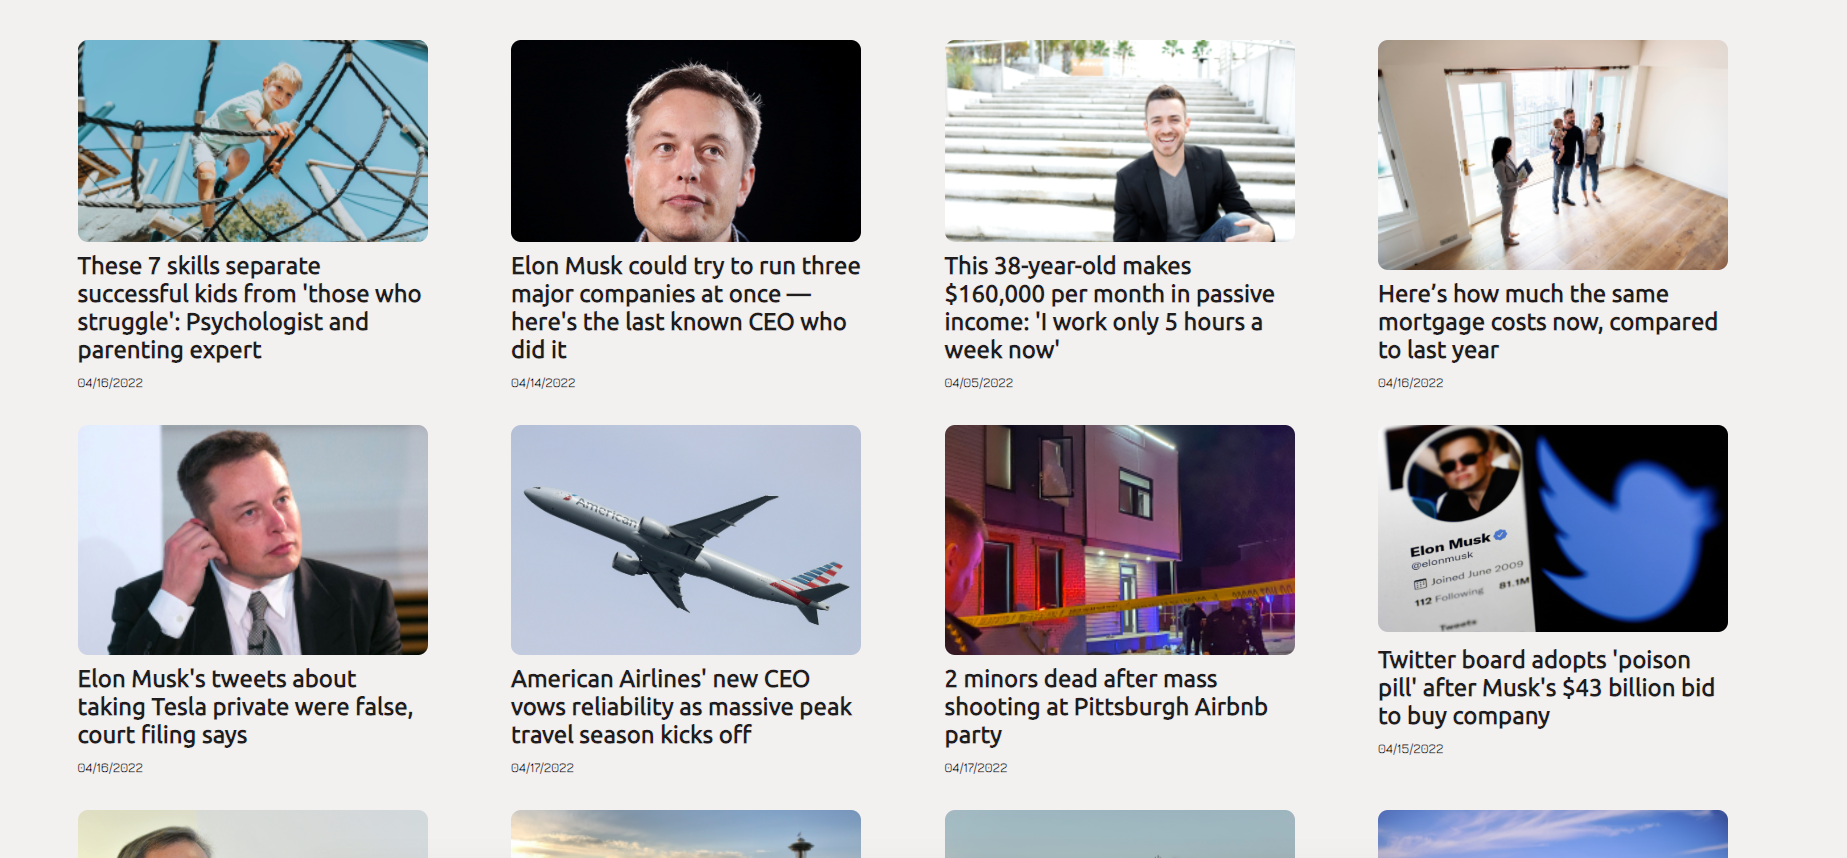 These 7 skills separate
successful kids from 'those who
struggle': Psychologist and
parenting expert
04/16/2022
Elon Musk could try to run three
major companies at once —
here's the last known CEO who
did it
04/14/2022
This 38-year-old makes
$160,000 per month in passive
income: 'I work only 5 hours a
week now'
04/05/2022
Here’s how much the same
mortgage costs now, compared
to last year
04/16/2022
Elon Musk's tweets about
taking Tesla private were false,
court filing says
04/16/2022
American
American Airlines' new CEO
vows reliability as massive peak
travel season kicks off
04/17/2022
2 minors dead after mass
shooting at Pittsburgh Airbnb
party
04/17/2022
Elon Musk
@elonmusk
Joined June 2009
112 Following 81.1M
Tweets
Twitter board adopts 'poison
pill' after Musk's $43 billion bid
to buy company
04/15/2022